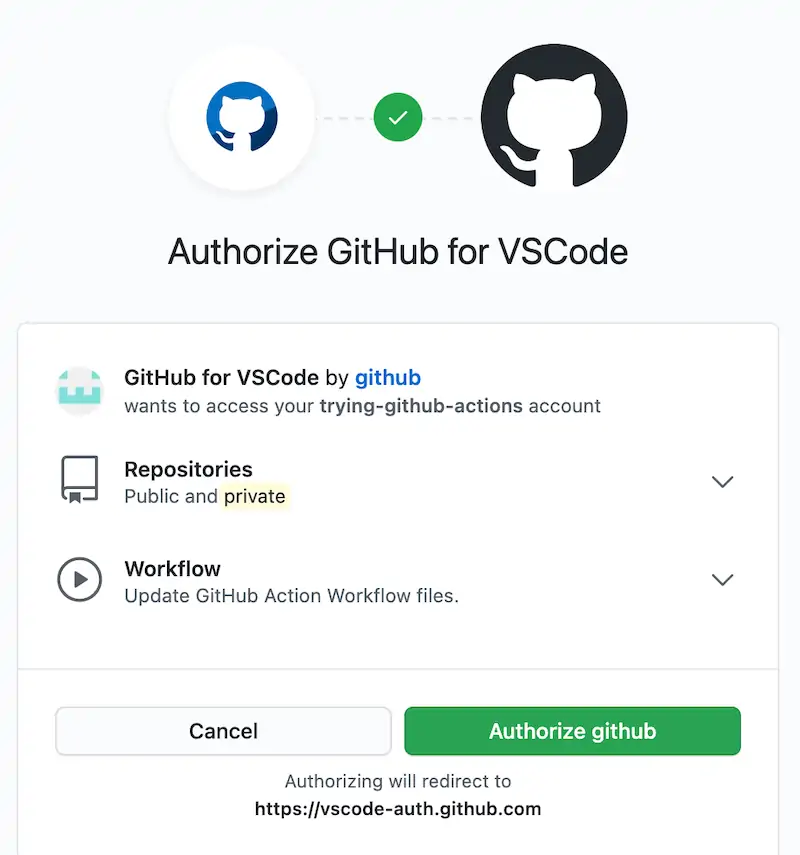 Authorize GitHub for VSCode
GitHub for VSCode by github
wants to access your trying-github-actions account
Repositories
Public and private
Workflow
Update GitHub Action Workflow files.
Cancel
Authorize github
Authorizing will redirect to
https://vscode-auth.github.com